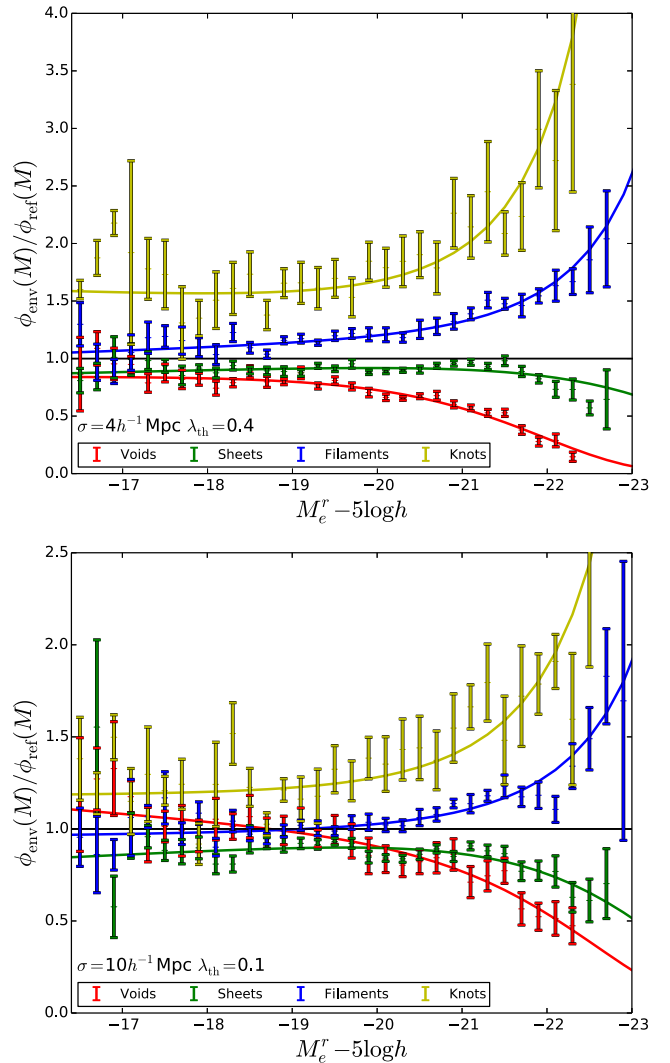 4.0
3.5
3.0
2.5
2.0
1.5
1.0
0.5
0.0
ϕenv(M)/ϕref(M)
σ=4h⁻¹ Mpc λth=0.4
Voids Sheets Filaments Knots
−17 −18 −19 −20 −21 −22 −23
Mʳₑ −5logh
2.5
2.0
1.5
1.0
0.5
0.0
ϕenv(M)/ϕref(M)
σ=10h⁻¹ Mpc λth=0.1
Voids Sheets Filaments Knots
−17 −18 −19 −20 −21 −22 −23
Mʳₑ −5logh